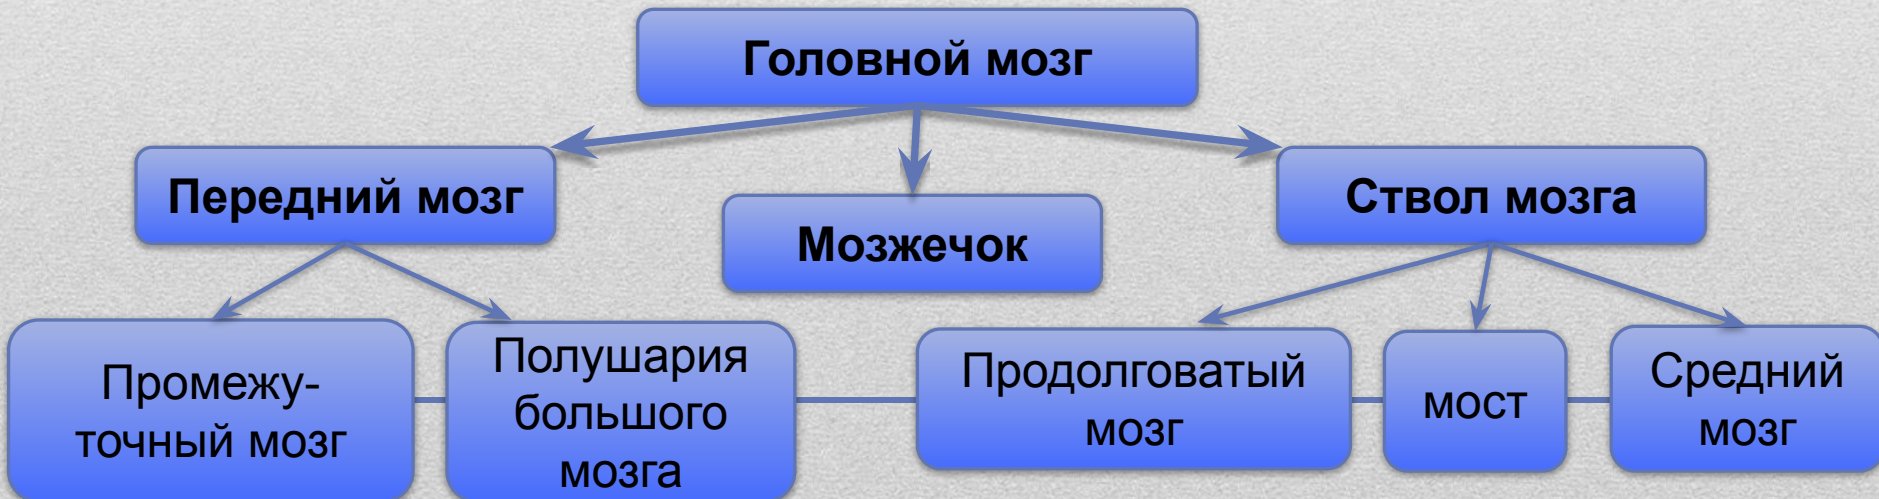 Головной мозг
Передний мозг
Мозжечок
Ствол мозга
Промежу-
точный мозг
Полушария
большого
мозга
Продолговатый
мозг
мост
Средний
мозг